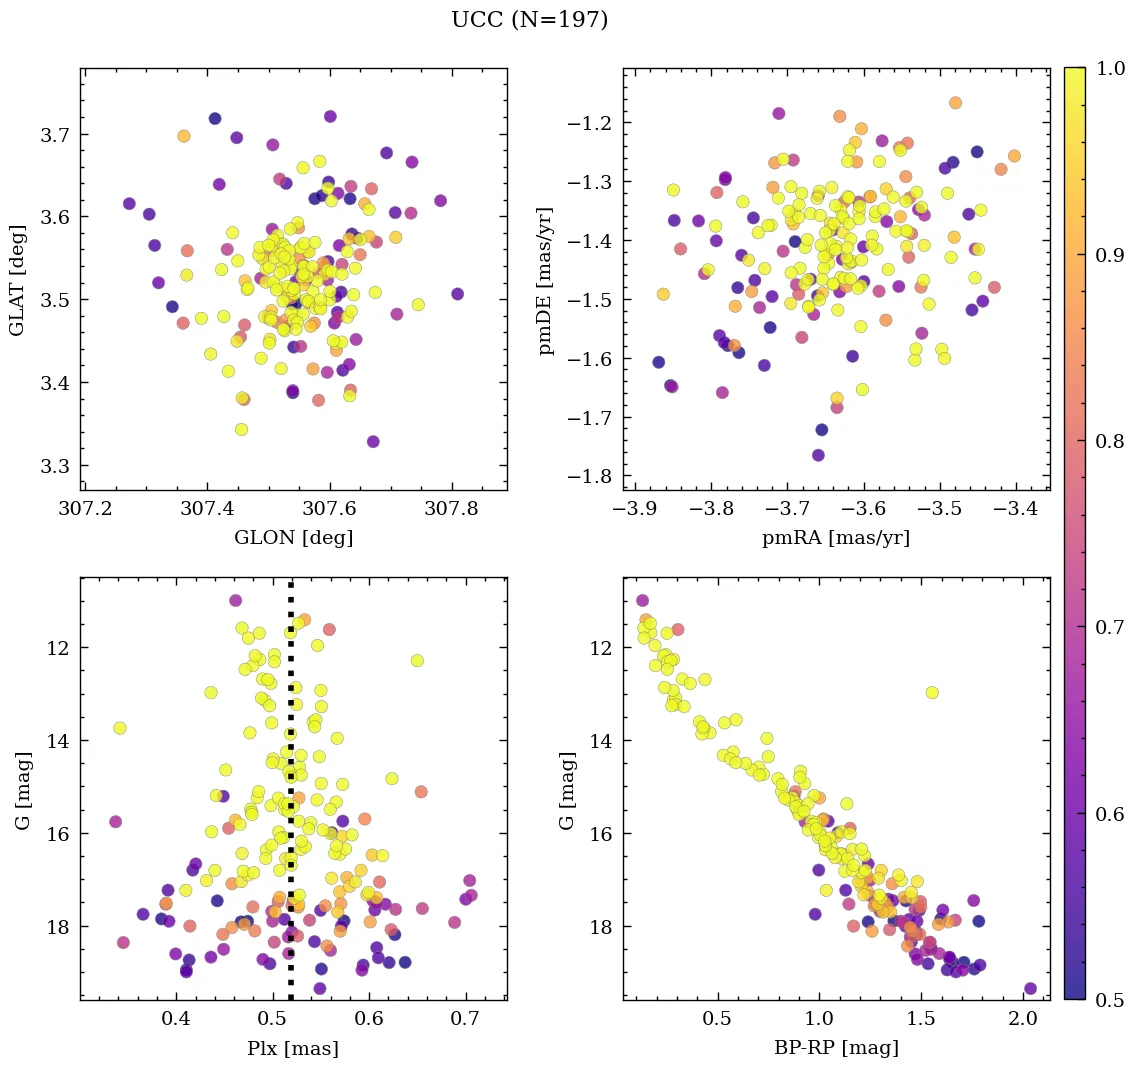 UCC (N=197)
3.7
3.6
3.5
3.4
3.3
GLAT [deg]
307.2 307.4 307.6 307.8
GLON [deg]
−1.2
−1.3
−1.4
−1.5
−1.6
−1.7
−1.8
pmDE [mas/yr]
−3.9 −3.8 −3.7 −3.6 −3.5 −3.4
pmRA [mas/yr]
12
14
16
18
G [mag]
0.4 0.5 0.6 0.7
Plx [mas]
12
14
16
18
G [mag]
0.5 1.0 1.5 2.0
BP-RP [mag]
1.0
0.9
0.8
0.7
0.6
0.5